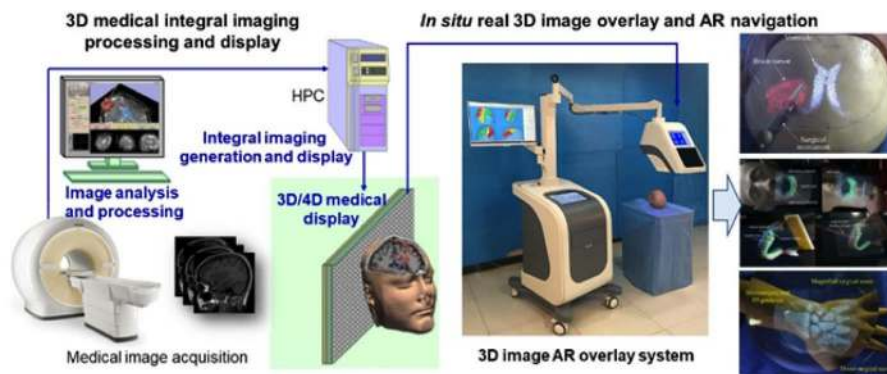 3D medical integral imaging
processing and display
In situ real 3D image overlay and AR navigation
HPC
Integral imaging
generation and display
Image analysis
and processing
3D/4D medical
display
Medical image acquisition
3D image AR overlay system
Surgical